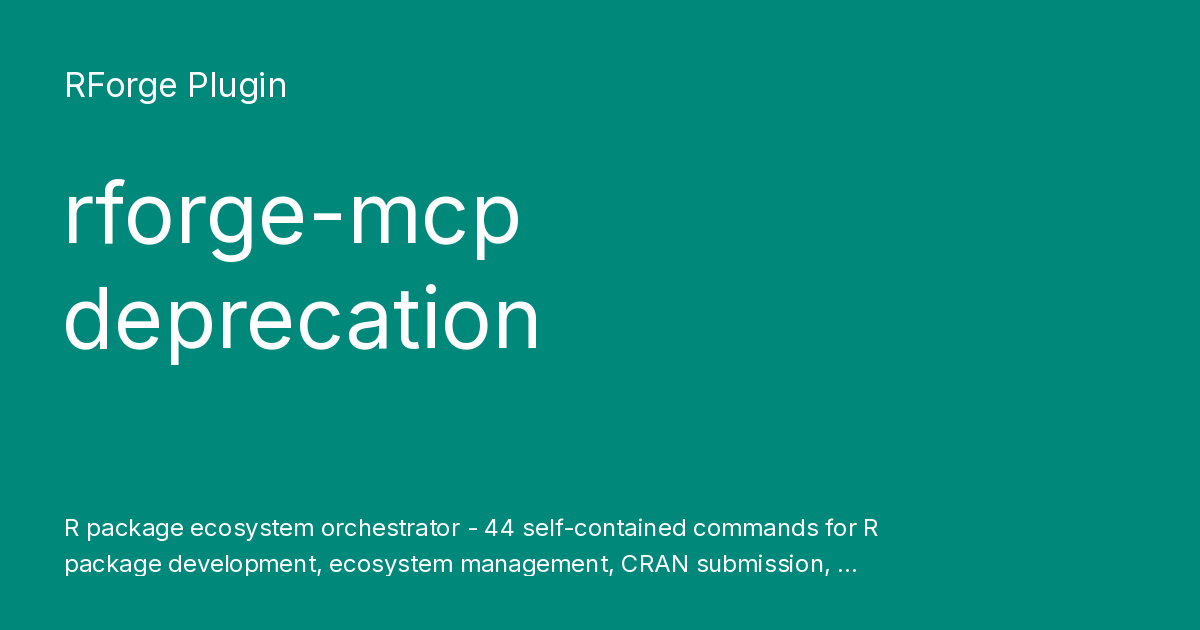 RForge Plugin
rforge-mcp
deprecation
R package ecosystem orchestrator - 44 self-contained commands for R
package development, ecosystem management, CRAN submission, ...